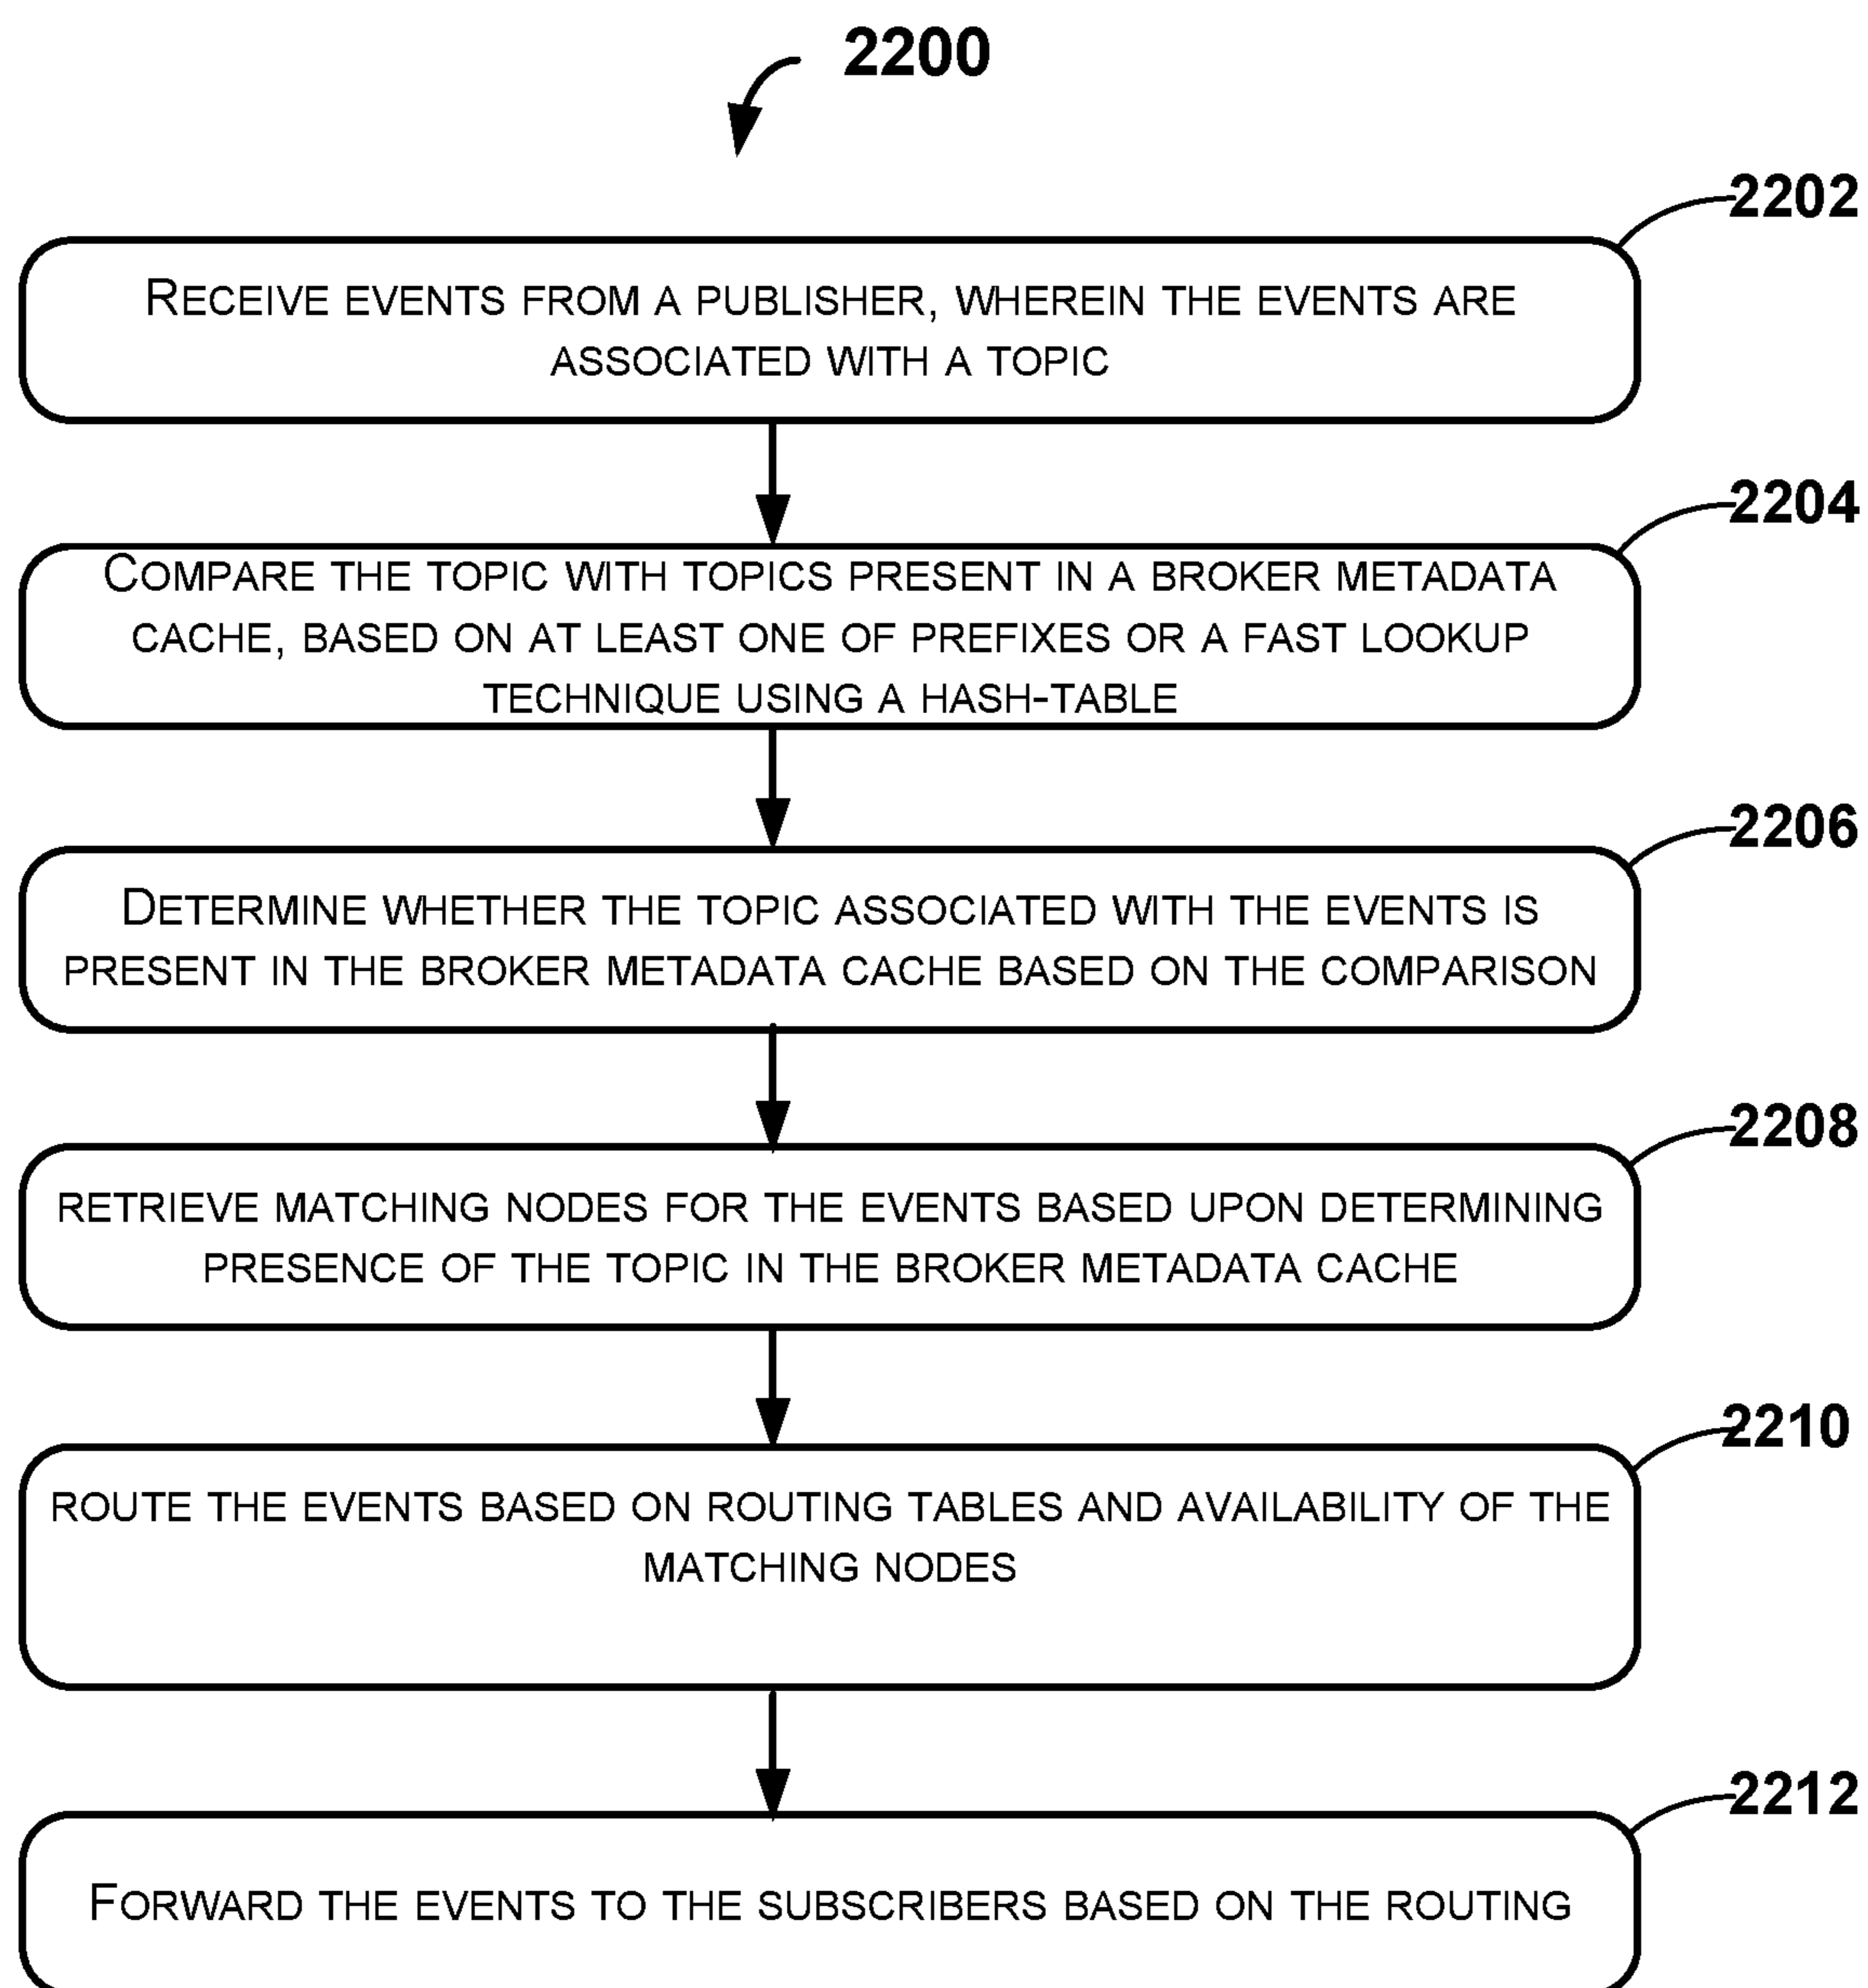 2200
2202
RECEIVE EVENTS FROM A PUBLISHER, WHEREIN THE EVENTS ARE
ASSOCIATED WITH A TOPIC
2204
COMPARE THE TOPIC WITH TOPICS PRESENT IN A BROKER METADATA
CACHE, BASED ON AT LEAST ONE OF PREFIXES OR A FAST LOOKUP
TECHNIQUE USING A HASH-TABLE
2206
DETERMINE WHETHER THE TOPIC ASSOCIATED WITH THE EVENTS IS
PRESENT IN THE BROKER METADATA CACHE BASED ON THE COMPARISON
2208
RETRIEVE MATCHING NODES FOR THE EVENTS BASED UPON DETERMINING
PRESENCE OF THE TOPIC IN THE BROKER METADATA CACHE
2210
ROUTE THE EVENTS BASED ON ROUTING TABLES AND AVAILABILITY OF THE
MATCHING NODES
2212
FORWARD THE EVENTS TO THE SUBSCRIBERS BASED ON THE ROUTING